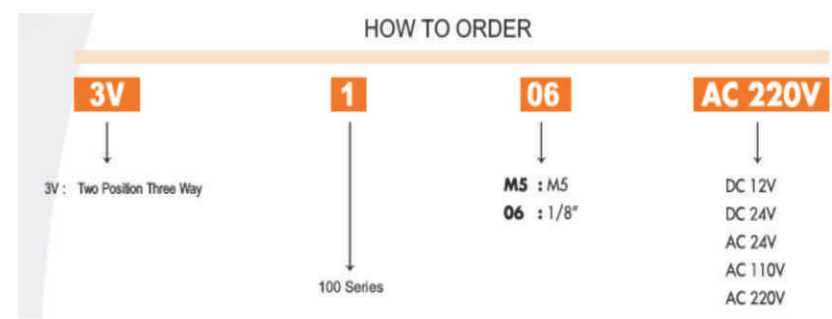 HOW TO ORDER
3V 1 06 AC 220V
3V : Two Position Three Way
100 Series
M5 : M5
06 : 1/8"
DC 12V
DC 24V
AC 24V
AC 110V
AC 220V